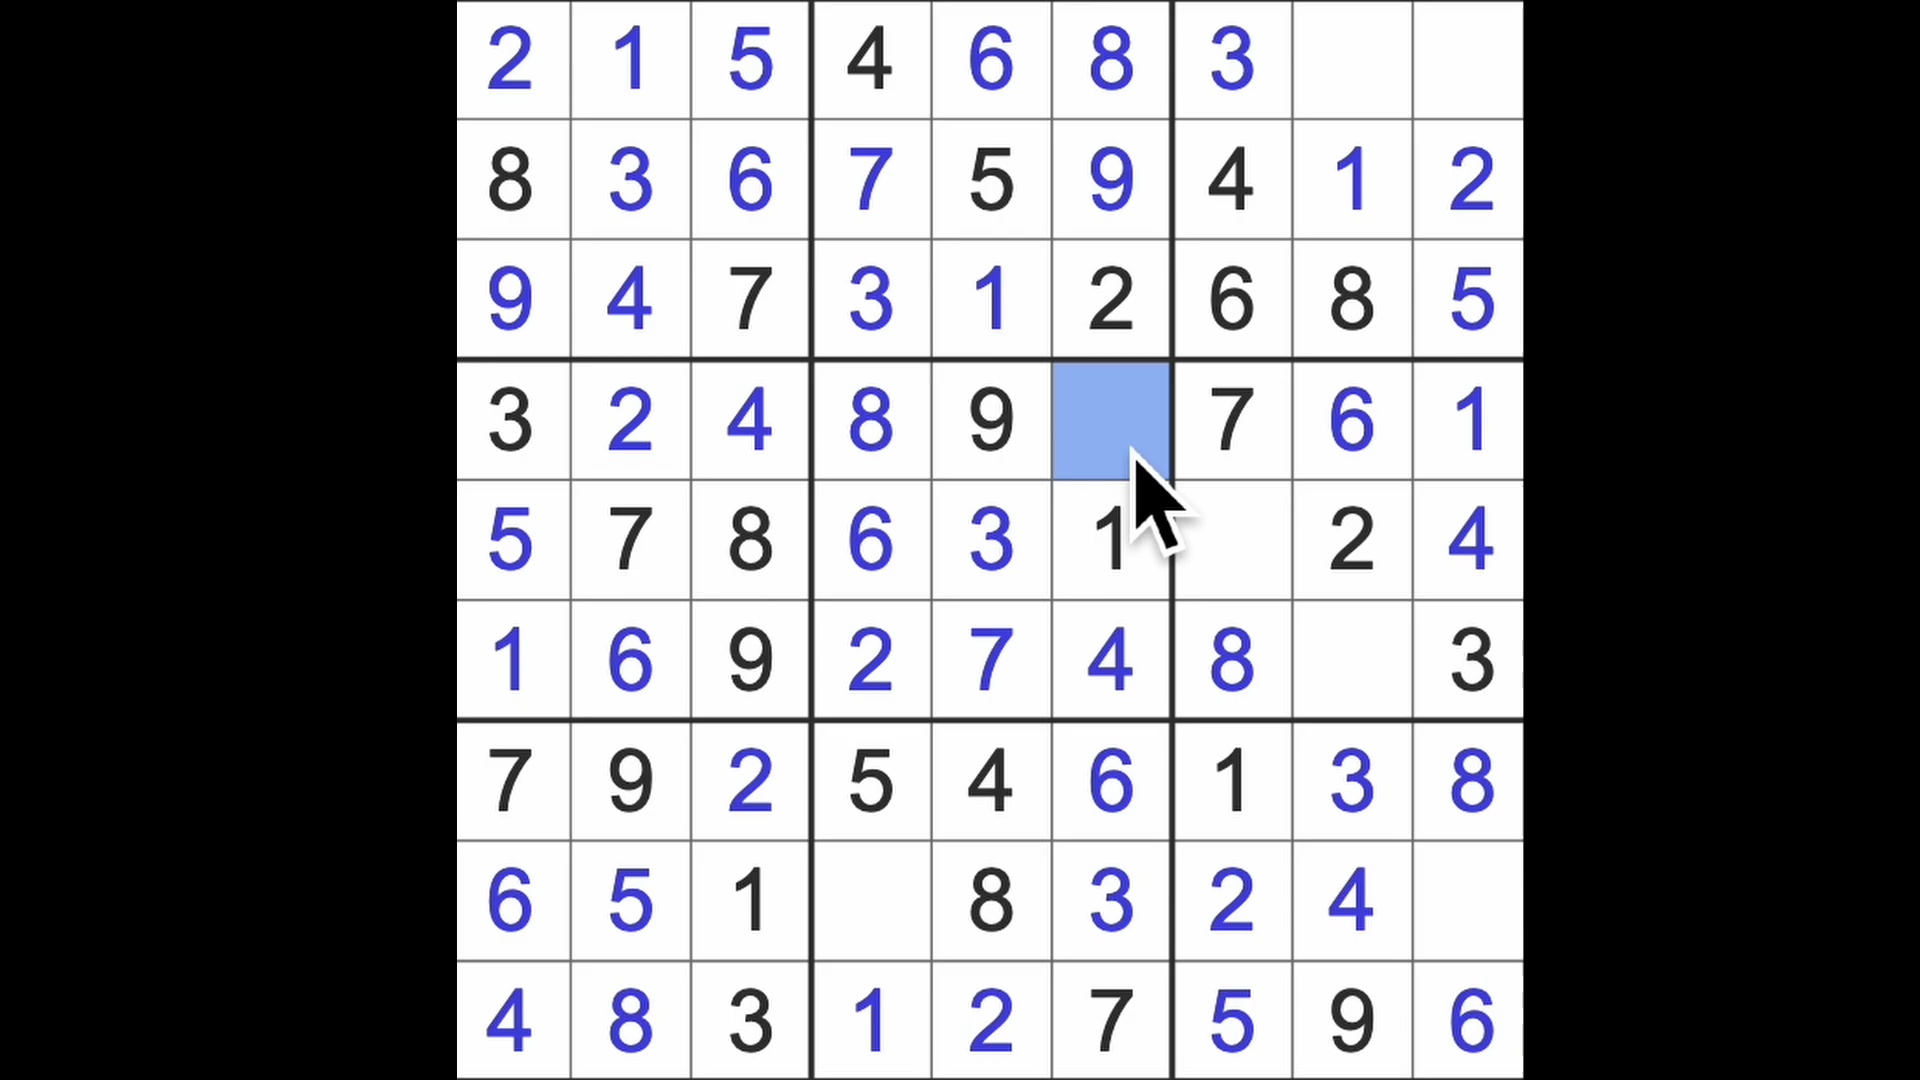 2 1 5 4 6 8 3
8 3 6 7 5 9 4 1 2
9 4 7 3 1 2 6 8 5
3 2 4 8 9 7 6 1
5 7 8 6 3 1 2 4
1 6 9 2 7 4 8 3
7 9 2 5 4 6 1 3 8
6 5 1 8 3 2 4
4 8 3 1 2 7 5 9 6